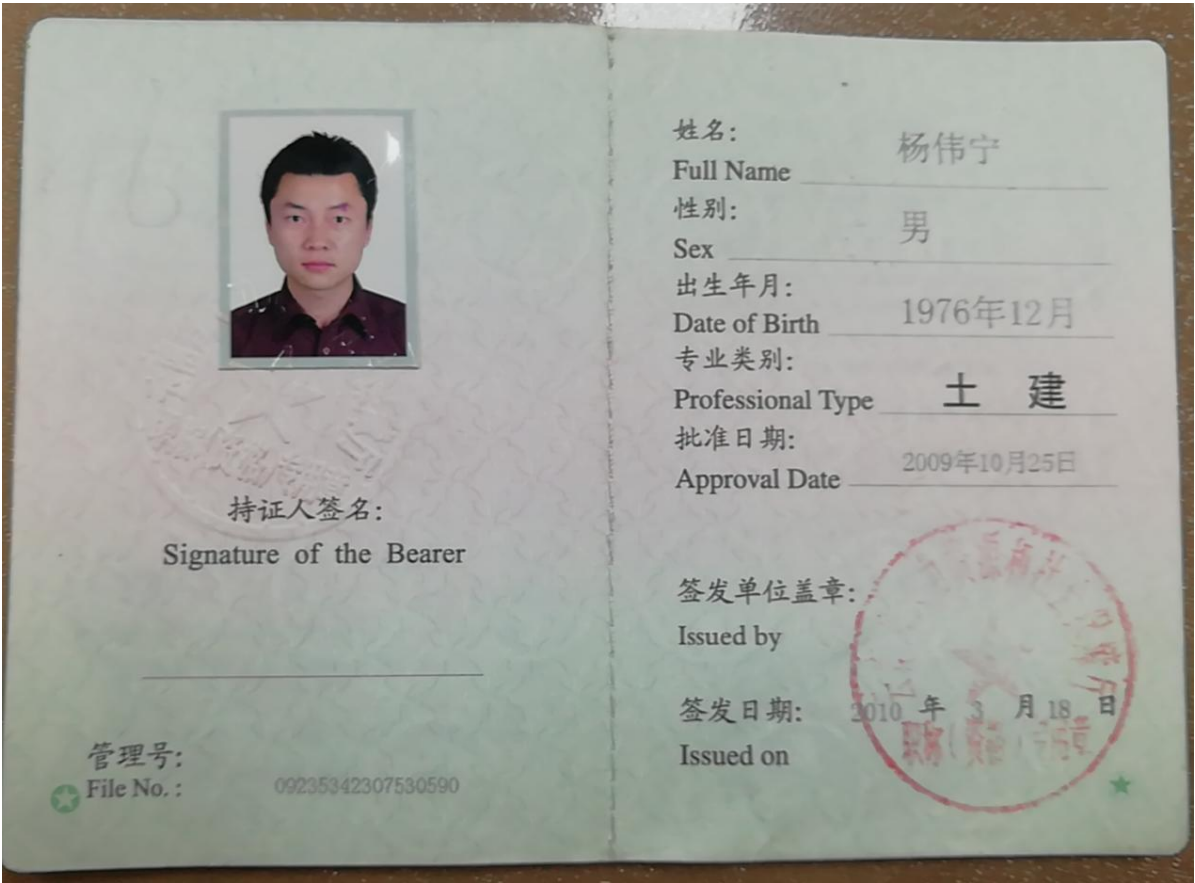 持证人签名:
Signature of the Bearer
管理号:
File No. :
09235342307530590
姓名:
杨伟宁
Full Name
性别:
男
Sex
出生年月:
1976年12月
Date of Birth
专业类别:
土 建
Professional Type
批准日期:
2009年10月25日
Approval Date
签发单位盖章:
Issued by
签发日期: 2010 年 3 月 18 日
Issued on